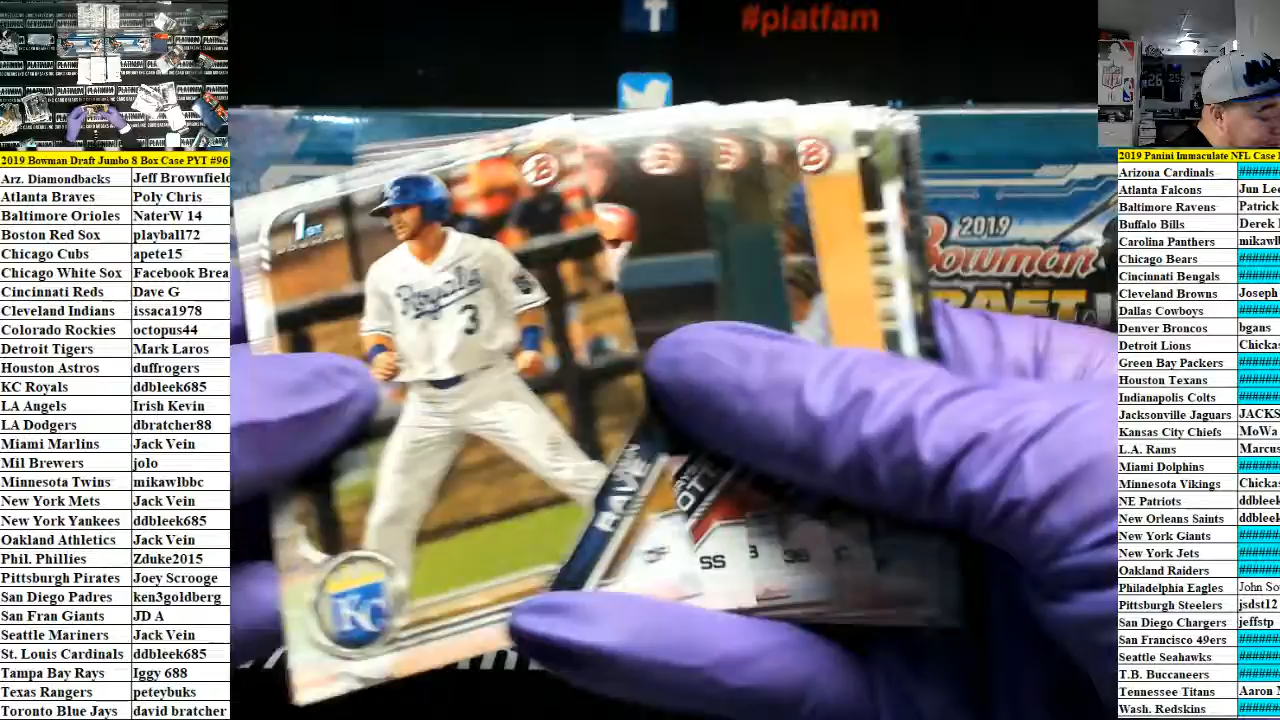 #platinm
2019 Bowman Draft Jumbo 8 Box Case PYT #96
Arz. Diamondbacks Jeff Brownfield
Atlanta Braves Poly Chris
Baltimore Orioles NaterW 14
Boston Red Sox playball72
Chicago Cubs apete15
Chicago White Sox Facebook Brea
Cincinnati Reds Dave G
Cleveland Indians issaca1978
Colorado Rockies octopus44
Detroit Tigers Mark Laros
Houston Astros duffrogers
KC Royals ddbleek685
LA Angels Irish Kevin
LA Dodgers dbratcher88
Miami Marlins Jack Vein
Mil Brewers jolo
Minnesota Twins mikawlbbc
New York Mets Jack Vein
New York Yankees ddbleek685
Oakland Athletics Jack Vein
Phil. Phillies Zduke2015
Pittsburgh Pirates Joey Scrooge
San Diego Padres ken3goldberg
San Fran Giants JD A
Seattle Mariners Jack Vein
St. Louis Cardinals ddbleek685
Tampa Bay Rays Iggy 688
Texas Rangers peteybuks
Toronto Blue Jays david bratcher
1st
Royals
3
KC
CF
SS
2019
Bowman
2019 Panini Immaculate NFL Case
Arizona Cardinals #######
Atlanta Falcons Jun Lee
Baltimore Ravens Patrick
Buffalo Bills Derek
Carolina Panthers mikawl
Chicago Bears #######
Cincinnati Bengals #######
Cleveland Browns Joseph
Dallas Cowboys #######
Denver Broncos bgans
Detroit Lions Chickas
Green Bay Packers #######
Houston Texans #######
Indianapolis Colts #######
Jacksonville Jaguars JACKS
Kansas City Chiefs MoWa
L.A. Rams Marcus
Miami Dolphins #######
Minnesota Vikings Chickas
NE Patriots ddbleek
New Orleans Saints ddbleek
New York Giants #######
New York Jets #######
Oakland Raiders #######
Philadelphia Eagles John So
Pittsburgh Steelers jsdst12
San Diego Chargers jeffstp
San Francisco 49ers #######
Seattle Seahawks #######
T.B. Buccaneers #######
Tennessee Titans Aaron
Wash. Redskins #######